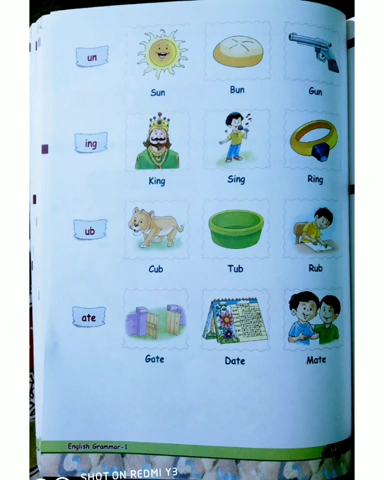 un
Sun Bun Gun
ing
King Sing Ring
ub
Cub Tub Rub
ate
Gate Date Mate
English Grammar-1
SHOT ON REDMI Y3